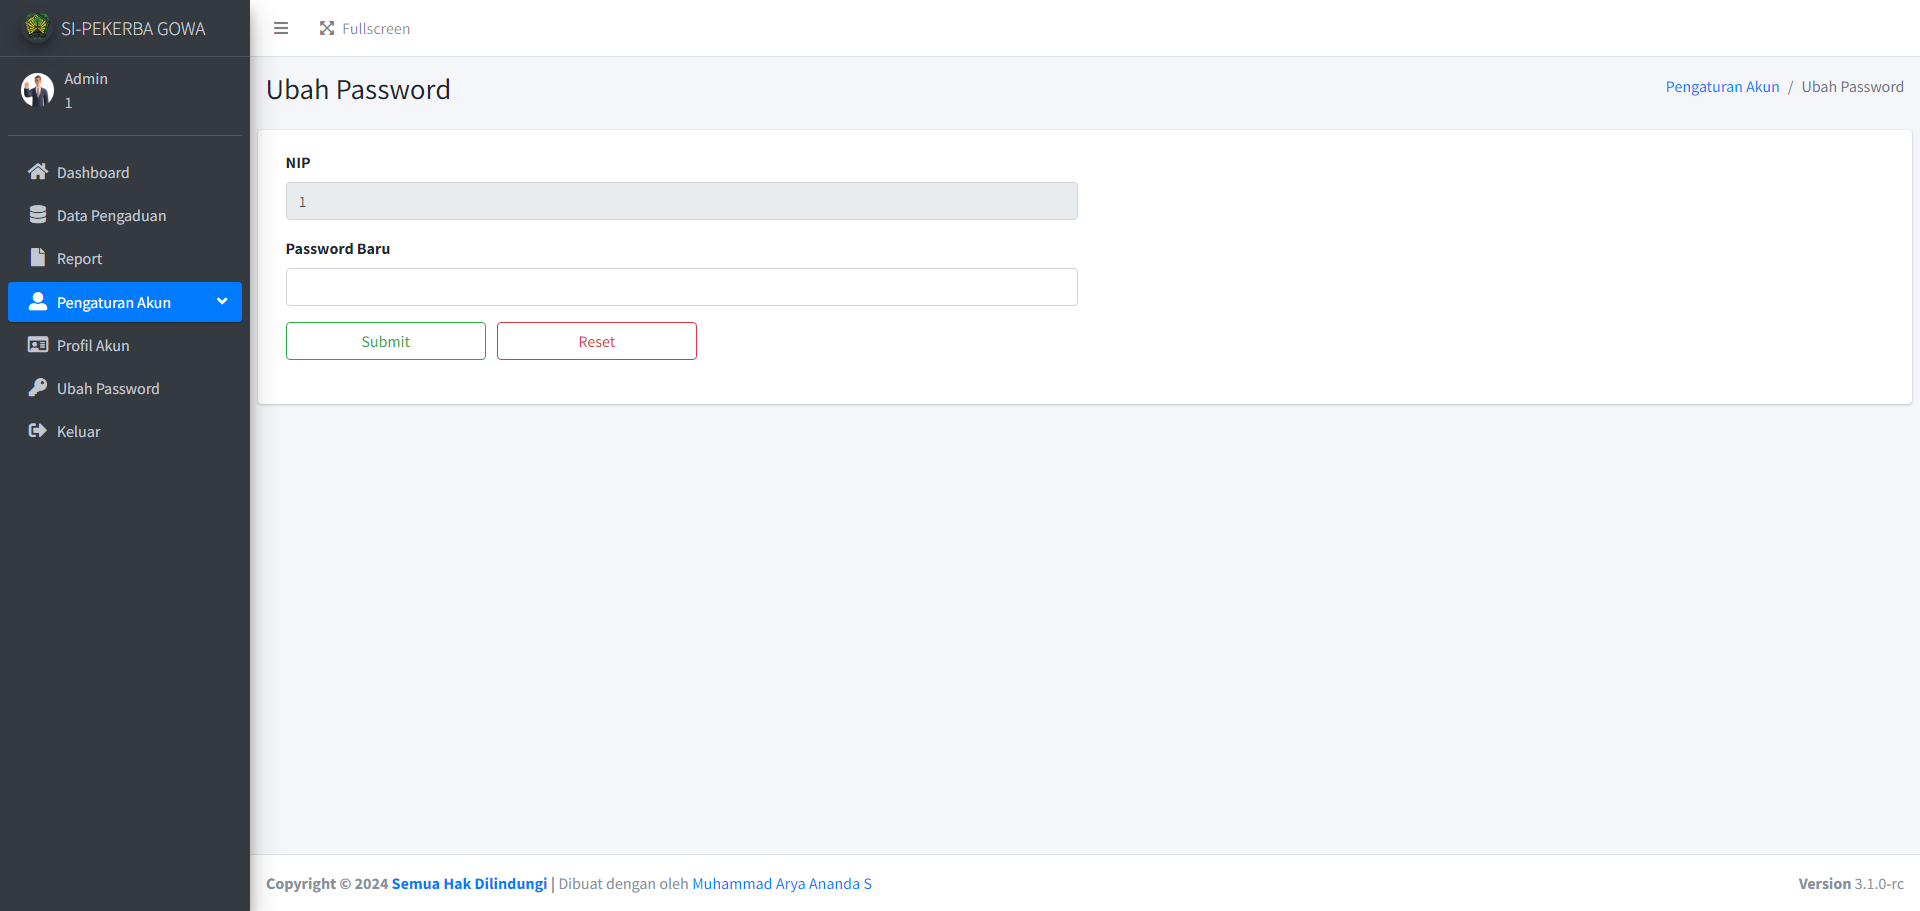 SI-PEKERBA GOWA
Admin
1
Dashboard
Data Pengaduan
Report
Pengaturan Akun
Profil Akun
Ubah Password
Keluar
Fullscreen
Ubah Password
Pengaturan Akun / Ubah Password
NIP
1
Password Baru
Submit Reset
Copyright © 2024 Semua Hak Dilindungi | Dibuat dengan oleh Muhammad Arya Ananda S
Version 3.1.0-rc